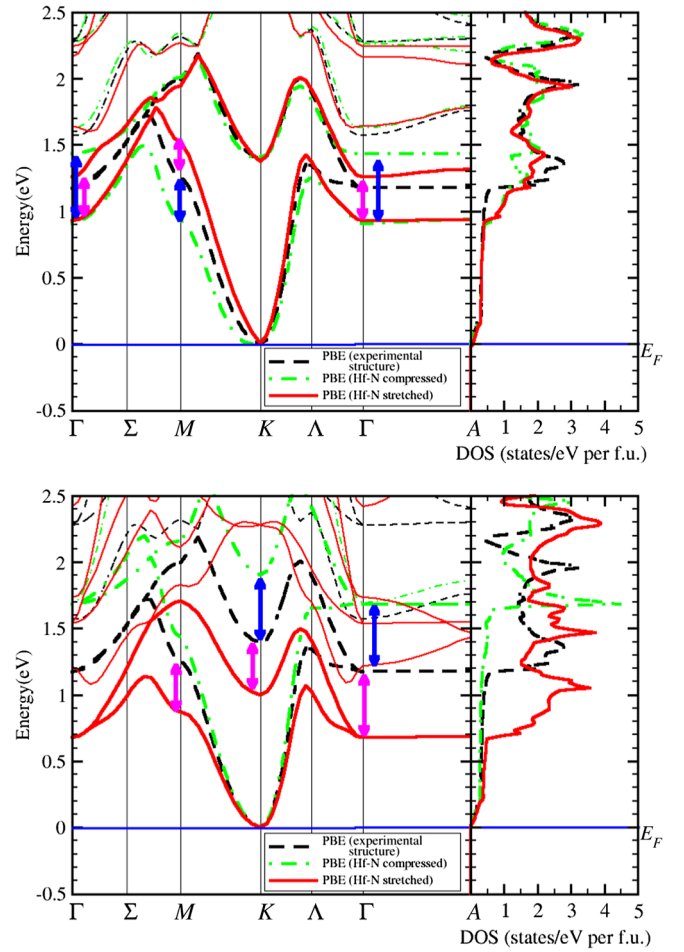 2.5
2
1.5
1
0.5
0
-0.5
Energy(eV)
PBE (experimental
structure)
PBE (Hf-N compressed)
PBE (Hf-N stretched)
E_F
Γ Σ M K Λ Γ A 1 2 3 4 5
DOS (states/eV per f.u.)
2.5
2
1.5
1
0.5
0
-0.5
Energy(eV)
PBE (experimental
structure)
PBE (Hf-N compressed)
PBE (Hf-N stretched)
E_F
Γ Σ M K Λ Γ A 1 2 3 4 5
DOS (states/eV per f.u.)